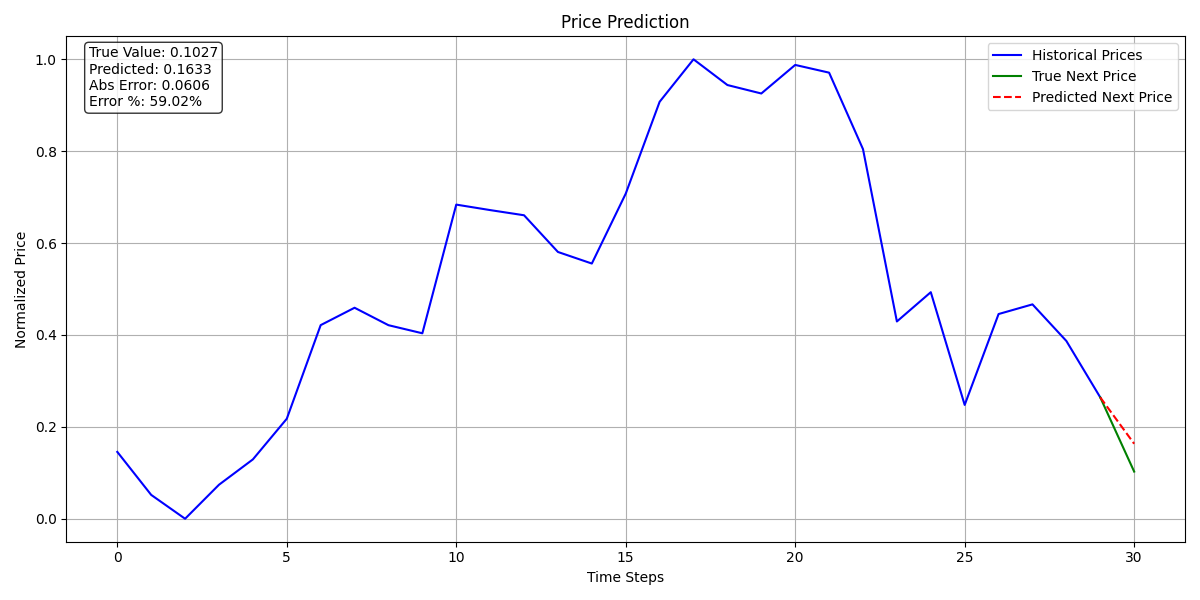 Price Prediction
True Value: 0.1027
Predicted: 0.1633
Abs Error: 0.0606
Error %: 59.02%
Historical Prices
True Next Price
Predicted Next Price
Normalized Price
1.0
0.8
0.6
0.4
0.2
0.0
0 5 10 15 20 25 30
Time Steps